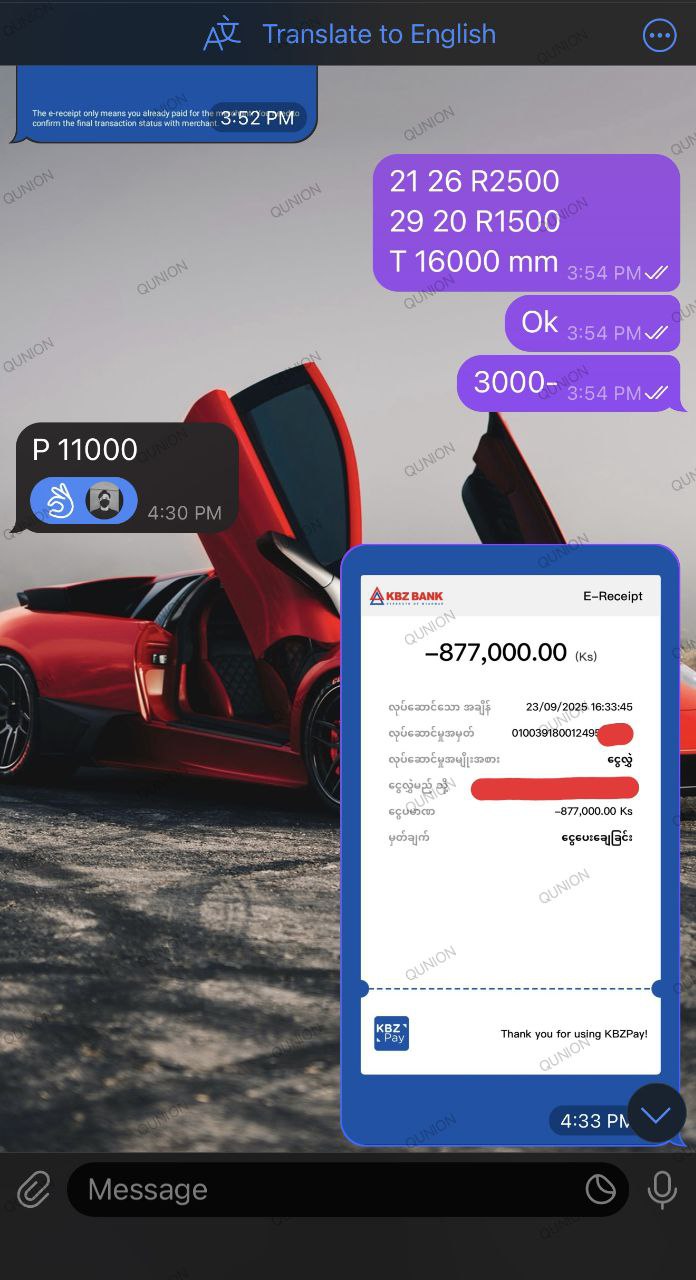 Translate to English
The e-receipt only means you already paid for the
confirm the final transaction status with merchant.
3:52 PM
21 26 R2500
29 20 R1500
T 16000 mm 3:54 PM
Ok 3:54 PM
3000- 3:54 PM
P 11000
4:30 PM
KBZ BANK
E-Receipt
-877,000.00 (Ks)
လုပ်ဆောင်သော အချိန် 23/09/2025 16:33:45
လုပ်ဆောင်မှုအမှတ် 010039180012495
လုပ်ဆောင်မှုအမျိုးအစား ငွေလွှဲ
ငွေလွှဲမည့် သို့
ငွေပမာဏ -877,000.00 Ks
မှတ်ချက် ငွေပေးချေခြင်း
KBZ
Pay
Thank you for using KBZPay!
4:33 PM
Message
QUNION